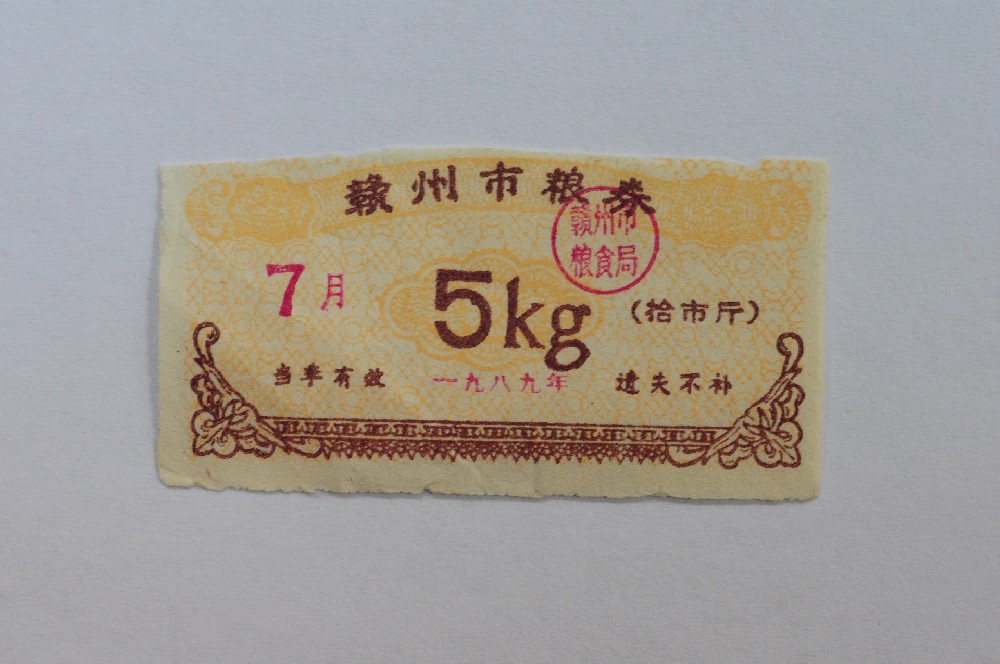 赣州市粮券
赣州市
粮食局
7月
5kg
(拾市斤)
当季有效
一九八九年
遗失不补